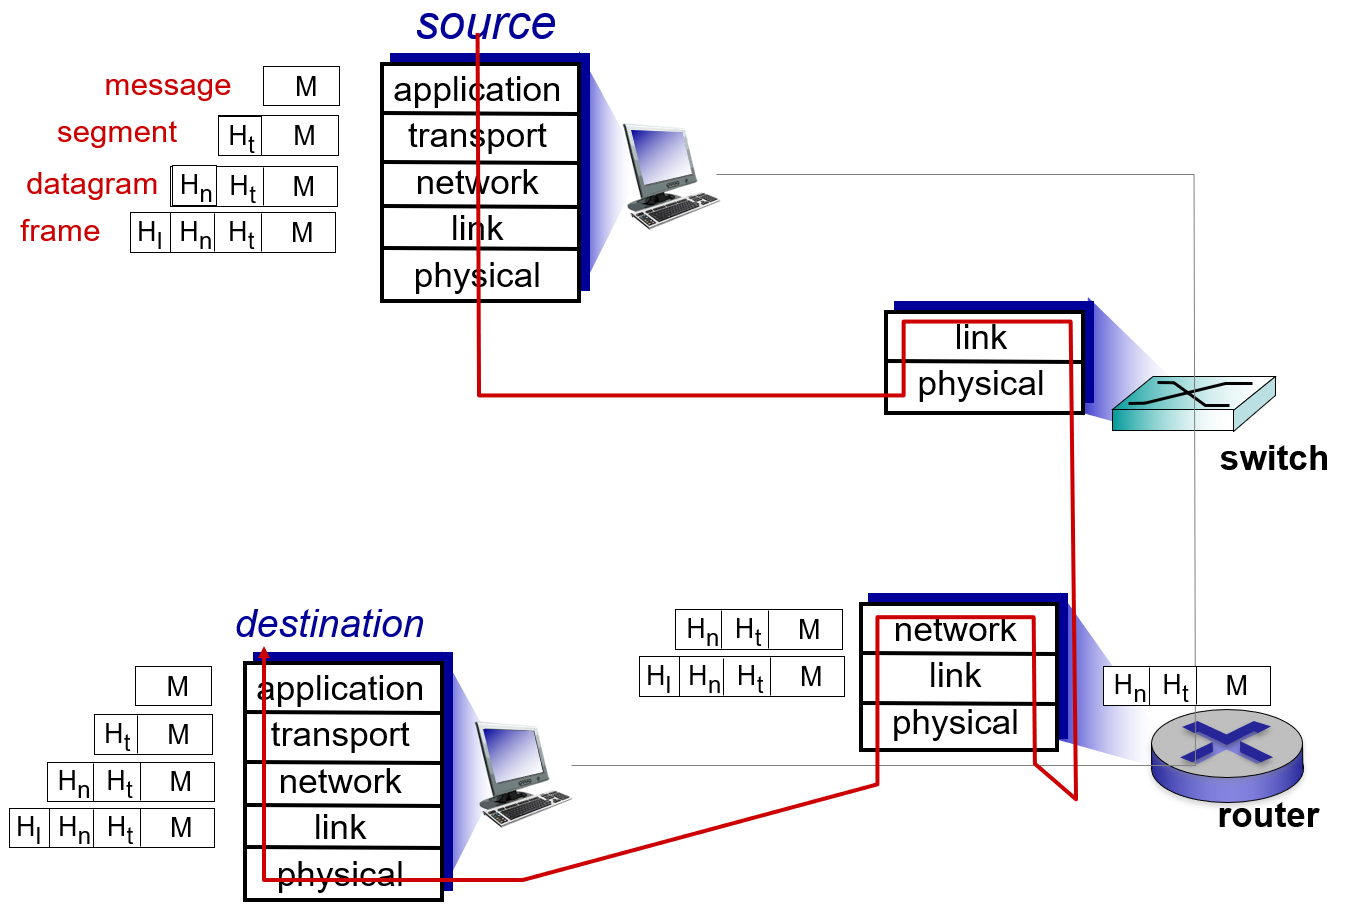 source
message M application
segment Ht M transport
datagram Hn Ht M network
frame Hl Hn Ht M link
physical
link
physical
switch
destination
Hn Ht M network
Hl Hn Ht M link
physical
Hn Ht M
router
M application
Ht M transport
Hn Ht M network
Hl Hn Ht M link
physical